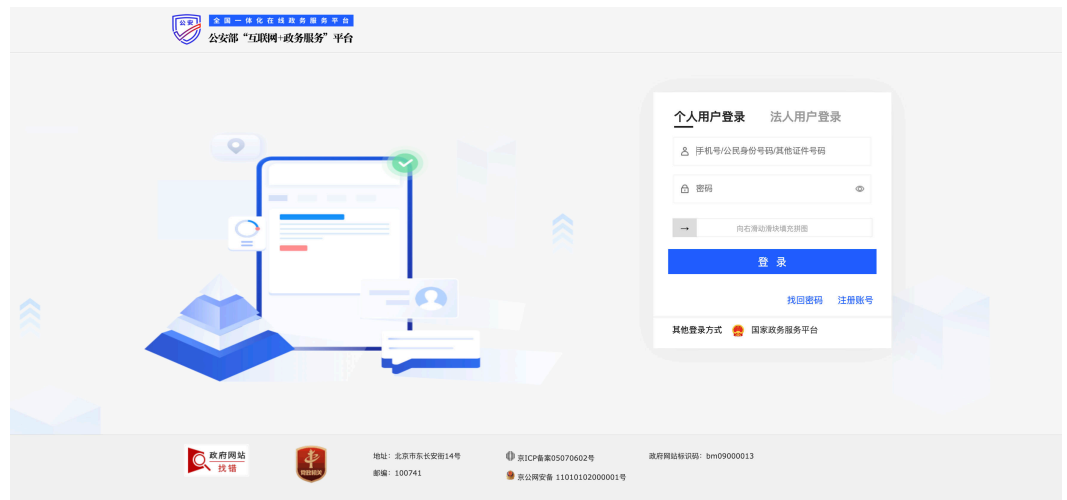 公安
全国一体化在线政务服务平台
公安部“互联网+政务服务”平台
个人用户登录 法人用户登录
手机号/公民身份号码/其他证件号码
密码
→ 向右滑动滑块填充拼图
登 录
找回密码 注册账号
其他登录方式 国家政务服务平台
政府网站
找错
党政机关
地址：北京市东长安街14号
邮编：100741
京ICP备案05070602号
京公网安备 11010102000001号
政府网站标识码：bm09000013